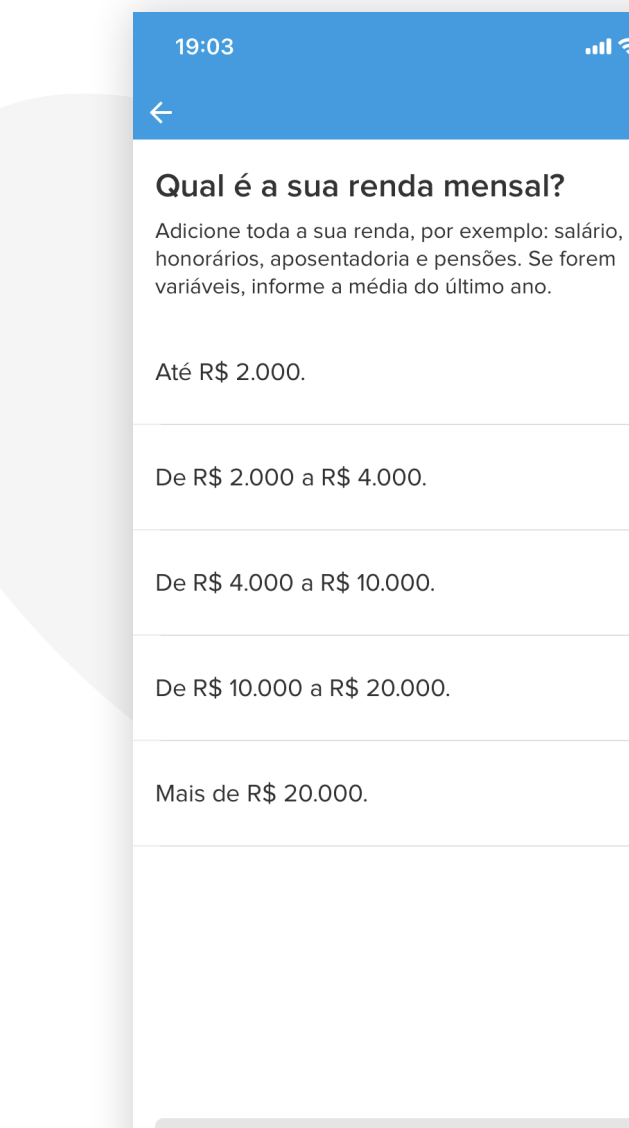 19:03
Qual é a sua renda mensal?
Adicione toda a sua renda, por exemplo: salário,
honorários, aposentadoria e pensões. Se forem
variáveis, informe a média do último ano.
Até R$ 2.000.
De R$ 2.000 a R$ 4.000.
De R$ 4.000 a R$ 10.000.
De R$ 10.000 a R$ 20.000.
Mais de R$ 20.000.